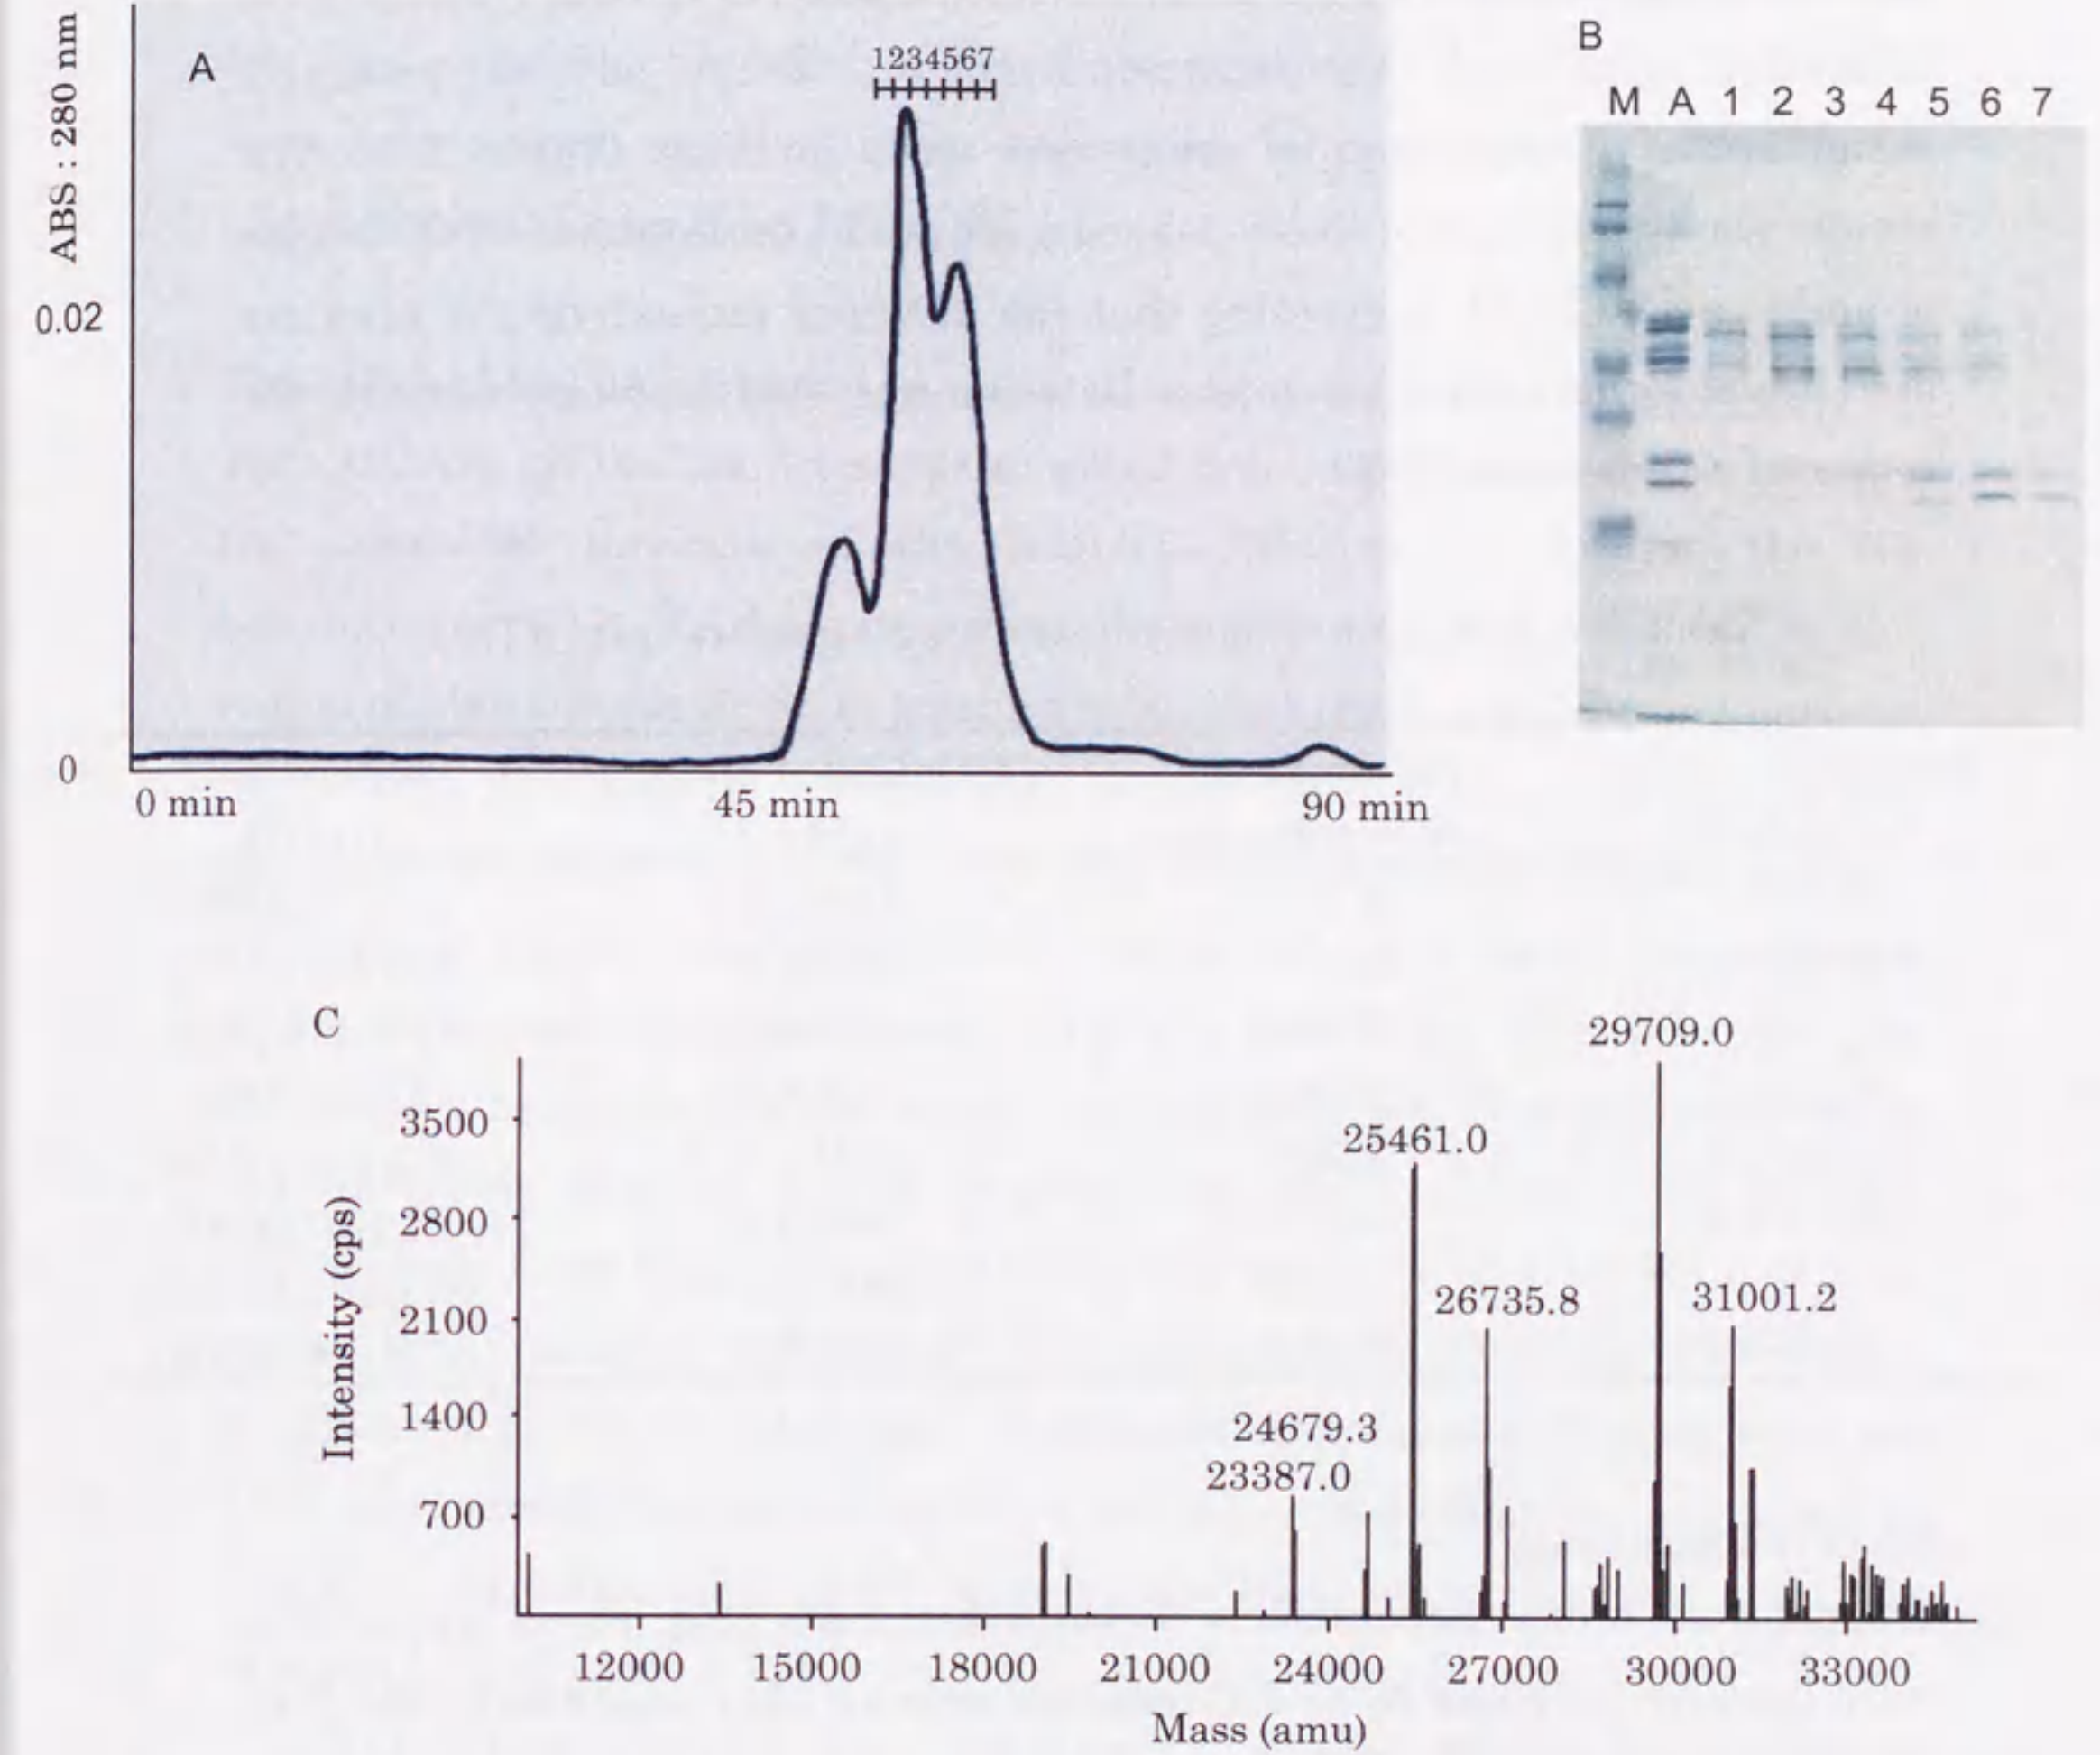 A
1234567
ABS : 280 nm
0.02
0
0 min 45 min 90 min
B
M A 1 2 3 4 5 6 7
C
29709.0
25461.0
26735.8
31001.2
24679.3
23387.0
3500
2800
2100
1400
700
Intensity (cps)
12000 15000 18000 21000 24000 27000 30000 33000
Mass (amu)